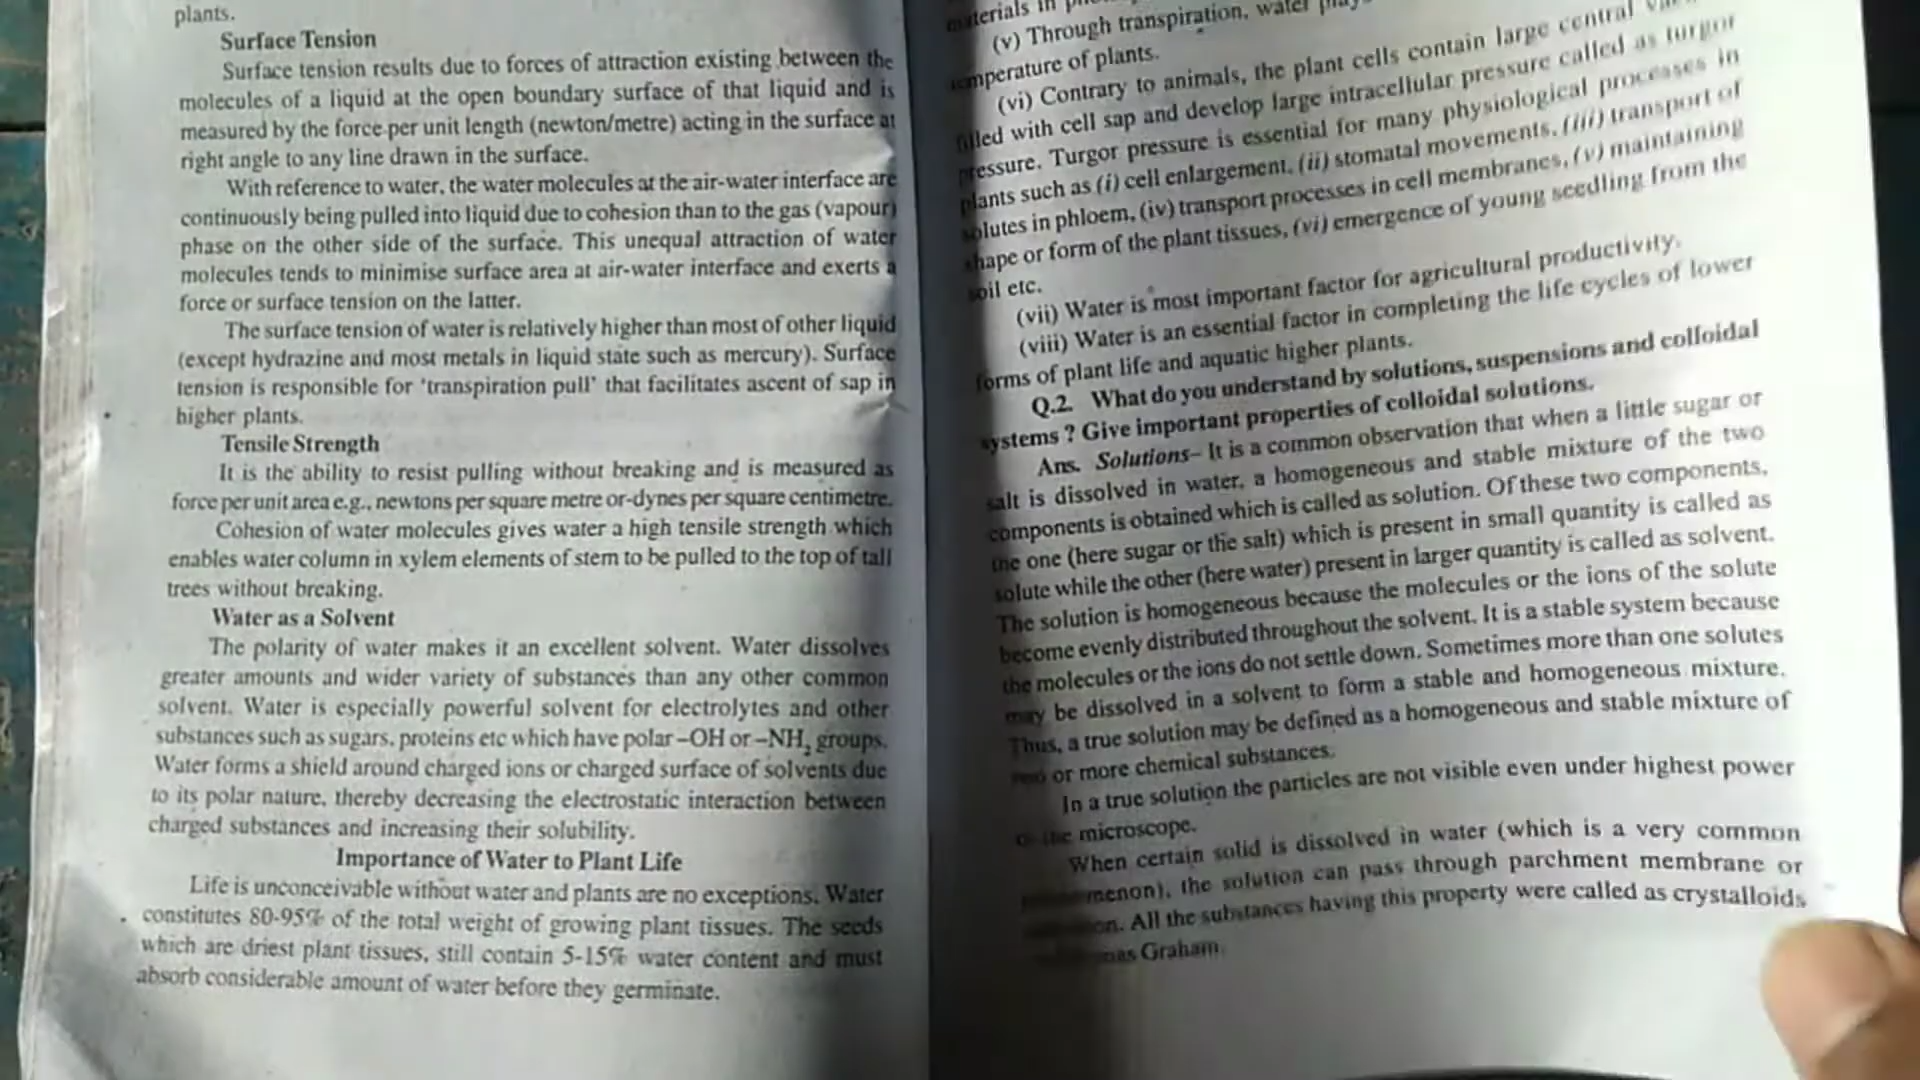 plants.
Surface Tension
Surface tension results due to forces of attraction existing between the
molecules of a liquid at the open boundary surface of that liquid and is
measured by the force per unit length (newton/metre) acting in the surface at
right angle to any line drawn in the surface.
With reference to water, the water molecules at the air-water interface are
continuously being pulled into liquid due to cohesion than to the gas (vapour)
phase on the other side of the surface. This unequal attraction of water
molecules tends to minimise surface area at air-water interface and exerts a
force or surface tension on the latter.
The surface tension of water is relatively higher than most of other liquid
(except hydrazine and most metals in liquid state such as mercury). Surface
tension is responsible for 'transpiration pull' that facilitates ascent of sap in
higher plants.
Tensile Strength
It is the ability to resist pulling without breaking and is measured as
force per unit area e.g., newtons per square metre or-dynes per square centimetre.
Cohesion of water molecules gives water a high tensile strength which
enables water column in xylem elements of stem to be pulled to the top of tall
trees without breaking.
Water as a Solvent
The polarity of water makes it an excellent solvent. Water dissolves
greater amounts and wider variety of substances than any other common
solvent. Water is especially powerful solvent for electrolytes and other
substances such as sugars, proteins etc which have polar –OH or –NH₂ groups.
Water forms a shield around charged ions or charged surface of solvents due
to its polar nature, thereby decreasing the electrostatic interaction between
charged substances and increasing their solubility.
Importance of Water to Plant Life
Life is unconceivable without water and plants are no exceptions. Water
constitutes 80-95% of the total weight of growing plant tissues. The seeds
which are driest plant tissues, still contain 5-15% water content and must
absorb considerable amount of water before they germinate.
materials in
(v) Through transpiration, water
temperature of plants.
(vi) Contrary to animals, the plant cells contain large central
filled with cell sap and develop large intracellular pressure called as turgor
pressure. Turgor pressure is essential for many physiological processes in
plants such as (i) cell enlargement, (ii) stomatal movements, (iii) transport of
solutes in phloem, (iv) transport processes in cell membranes, (v) maintaining
shape or form of the plant tissues, (vi) emergence of young seedling from the
soil etc.
(vii) Water is most important factor for agricultural productivity.
(viii) Water is an essential factor in completing the life cycles of lower
forms of plant life and aquatic higher plants.
Q.2. What do you understand by solutions, suspensions and colloidal
systems ? Give important properties of colloidal solutions.
Ans. Solutions– It is a common observation that when a little sugar or
salt is dissolved in water, a homogeneous and stable mixture of the two
components is obtained which is called as solution. Of these two components,
the one (here sugar or the salt) which is present in small quantity is called as
solute while the other (here water) present in larger quantity is called as solvent.
The solution is homogeneous because the molecules or the ions of the solute
become evenly distributed throughout the solvent. It is a stable system because
the molecules or the ions do not settle down. Sometimes more than one solutes
may be dissolved in a solvent to form a stable and homogeneous mixture.
Thus, a true solution may be defined as a homogeneous and stable mixture of
two or more chemical substances.
In a true solution the particles are not visible even under highest power
of the microscope.
When certain solid is dissolved in water (which is a very common
the solution can pass through parchment membrane or
All the substances having this property were called as crystalloids
Graham.